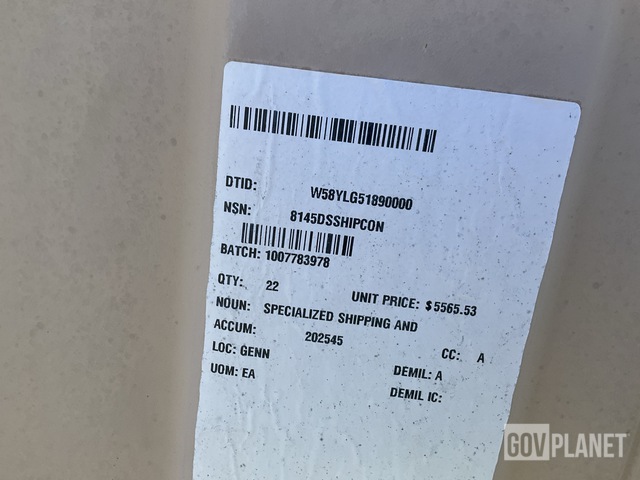 DTID: W58YLG51890000
NSN: 8145DSSHIPCON
BATCH: 1007783978
QTY: 22 UNIT PRICE: $5565.53
NOUN: SPECIALIZED SHIPPING AND
ACCUM: 202545 CC: A
LOC: GENN DEMIL: A
UOM: EA DEMIL IC:
GOVPLANET